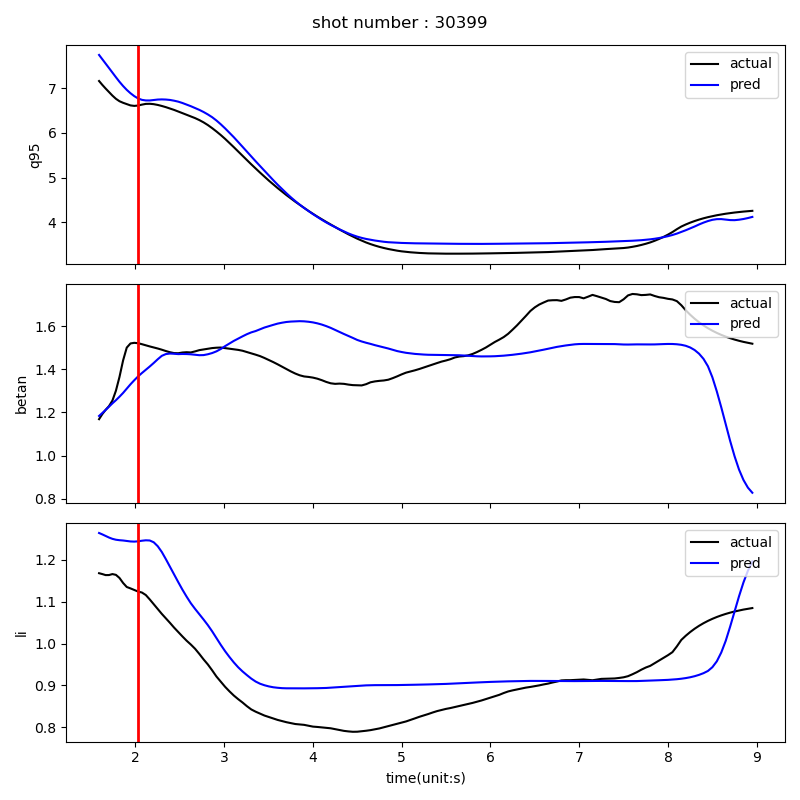 shot number : 30399
7
6
5
4
q95
actual
pred
1.6
1.4
1.2
1.0
0.8
betan
actual
pred
1.2
1.1
1.0
0.9
0.8
li
actual
pred
2 3 4 5 6 7 8 9
time(unit:s)